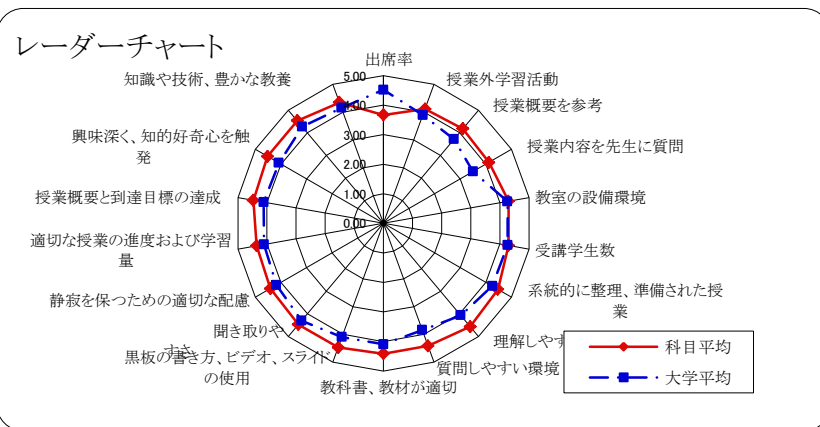 レーダーチャート
出席率
授業外学習活動
授業概要を参考
授業内容を先生に質問
教室の設備環境
受講学生数
系統的に整理、準備された授
業
理解しやす
質問しやすい環境
教科書、教材が適切
黒板の書き方、ビデオ、スライド
の使用
聞き取りや
すさ
静寂を保つための適切な配慮
適切な授業の進度および学習
量
授業概要と到達目標の達成
興味深く、知的好奇心を触
発
知識や技術、豊かな教養
5.00
4.00
3.00
2.00
1.00
0.00
科目平均
大学平均